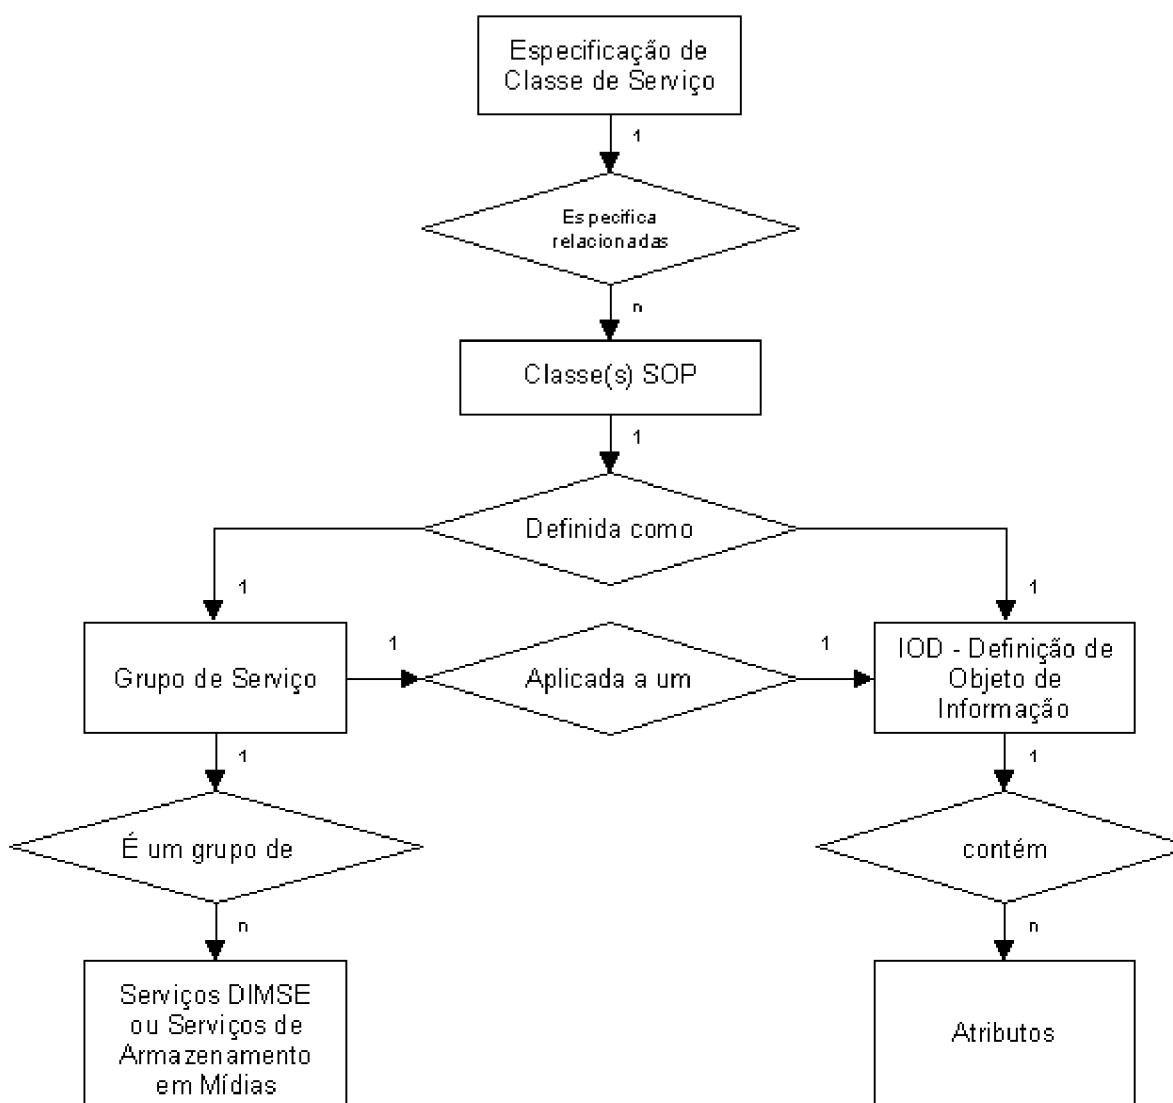 Especificação de
Classe de Serviço
1
Específica
relacionadas
n
Classe(s) SOP
1
Definida como
1
1
Grupo de Serviço
1
Aplicada a um
1
IOD - Definição de
Objeto de
Informação
1
1
É um grupo de
contém
n
n
Serviços DIMSE
ou Serviços de
Armazenamento
em Mídias
Atributos